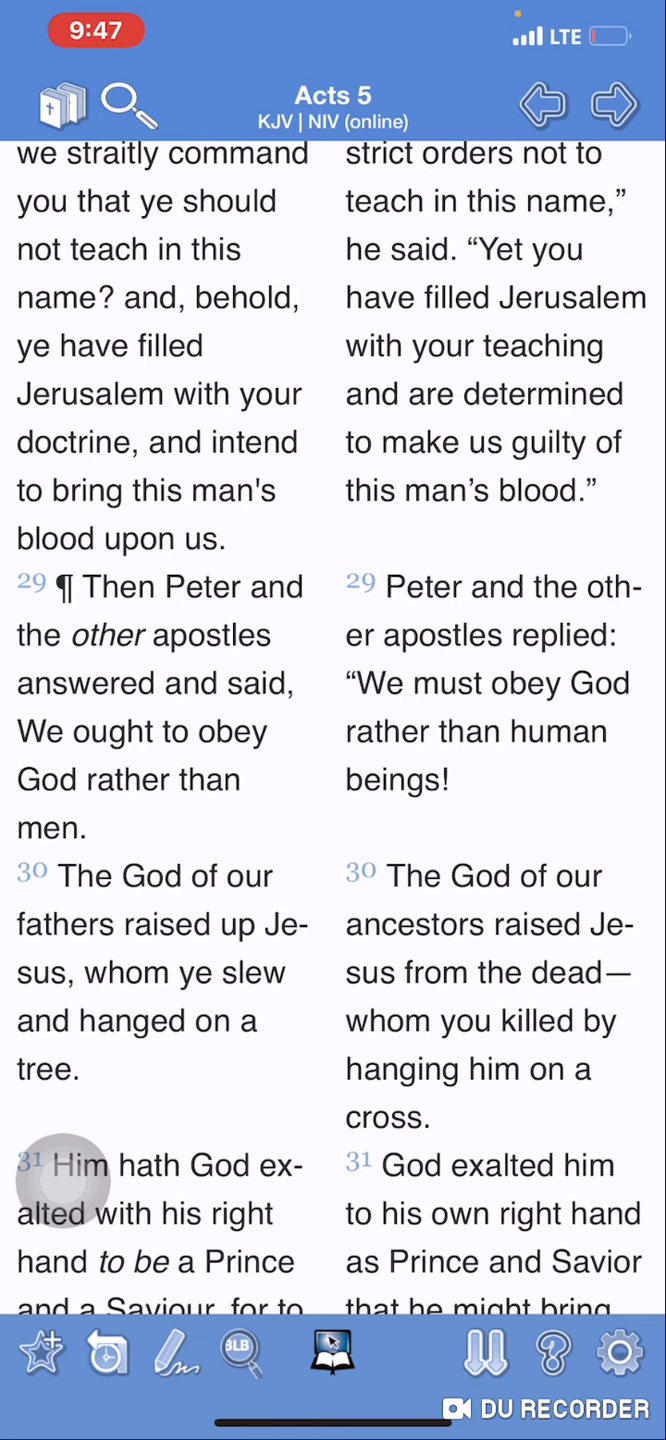 9:47
LTE
Acts 5
KJV | NIV (online)
we straitly command
you that ye should
not teach in this
name? and, behold,
ye have filled
Jerusalem with your
doctrine, and intend
to bring this man's
blood upon us.
29 ¶ Then Peter and
the other apostles
answered and said,
We ought to obey
God rather than
men.
30 The God of our
fathers raised up Je-
sus, whom ye slew
and hanged on a
tree.
31 Him hath God ex-
alted with his right
hand to be a Prince
and a Saviour, for to
strict orders not to
teach in this name,”
he said. “Yet you
have filled Jerusalem
with your teaching
and are determined
to make us guilty of
this man’s blood.”
29 Peter and the oth-
er apostles replied:
“We must obey God
rather than human
beings!
30 The God of our
ancestors raised Je-
sus from the dead—
whom you killed by
hanging him on a
cross.
31 God exalted him
to his own right hand
as Prince and Savior
that he might bring
BLB
DU RECORDER